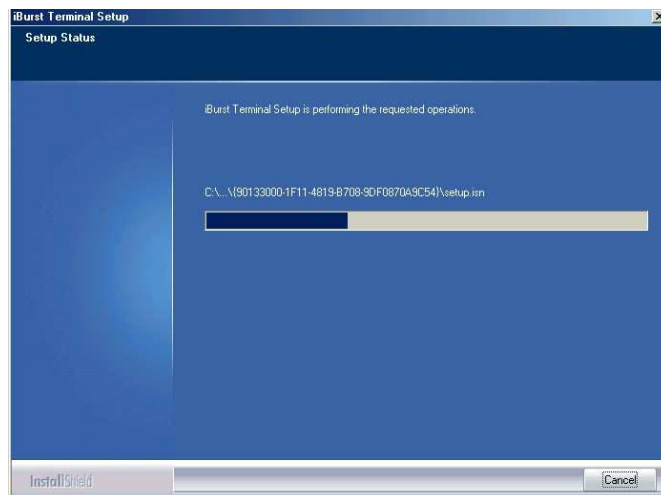 iBurst Terminal Setup
Setup Status
iBurst Terminal Setup is performing the requested operations.
C:\...\{90133000-1F11-4819-B708-9DF0870A9C54}\setup.isn
InstallShield
Cancel